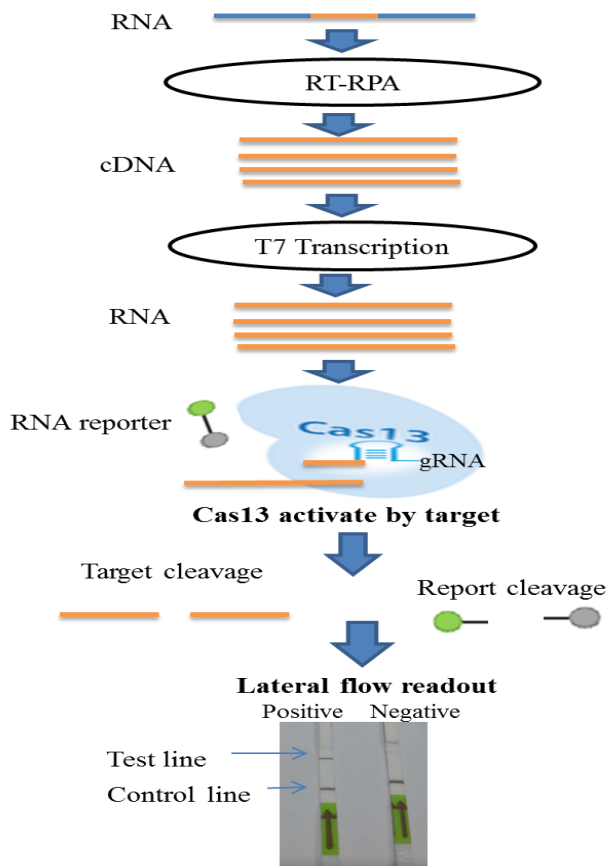 RNA
RT-RPA
cDNA
T7 Transcription
RNA
RNA reporter
Cas13
gRNA
Cas13 activate by target
Target cleavage
Report cleavage
Lateral flow readout
Positive Negative
Test line
Control line